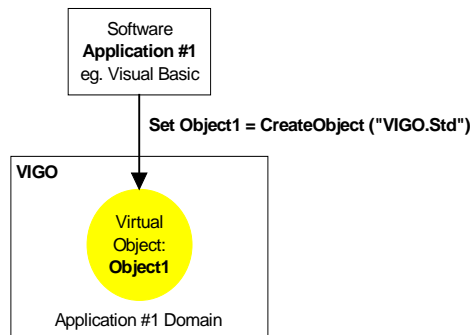 Software
Application #1
eg. Visual Basic
Set Object1 = CreateObject ("VIGO.Std")
VIGO
Virtual
Object:
Object1
Application #1 Domain